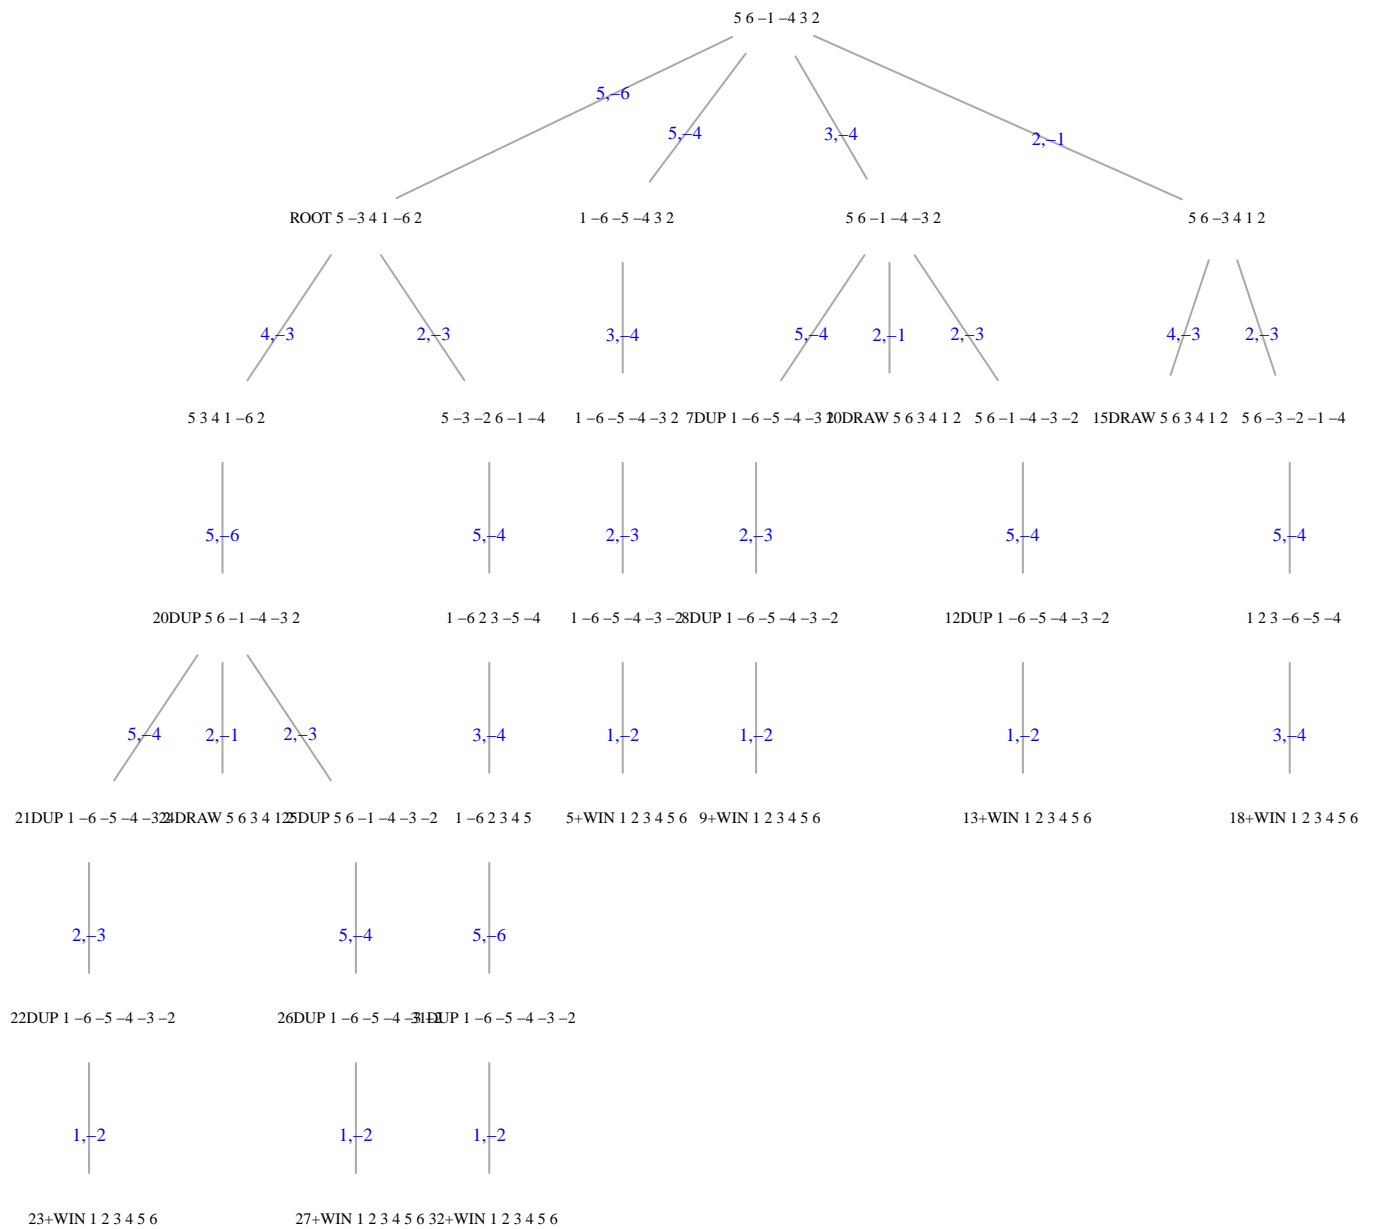 5 6 −1 −4 3 2
5,−6
5,−4
3,−4
2,−1
ROOT 5 −3 4 1 −6 2
1 −6 −5 −4 3 2
5 6 −1 −4 −3 2
5 6 −3 4 1 2
4,−3
2,−3
3,−4
5,−4
2,−1
2,−3
4,−3
2,−3
5 3 4 1 −6 2
5 −3 −2 6 −1 −4
1 −6 −5 −4 −3 2
7DUP 1 −6 −5 −4 −3 2
10DRAW 5 6 3 4 1 2
5 6 −1 −4 −3 −2
15DRAW 5 6 3 4 1 2
5 6 −3 −2 −1 −4
5,−6
5,−4
2,−3
2,−3
5,−4
5,−4
20DUP 5 6 −1 −4 −3 2
1 −6 2 3 −5 −4
1 −6 −5 −4 −3 −2
8DUP 1 −6 −5 −4 −3 −2
12DUP 1 −6 −5 −4 −3 −2
1 2 3 −6 −5 −4
5,−4
2,−1
2,−3
3,−4
1,−2
1,−2
1,−2
3,−4
21DUP 1 −6 −5 −4 −3 2
24DRAW 5 6 3 4 1 2
25DUP 5 6 −1 −4 −3 −2
1 −6 2 3 4 5
5+WIN 1 2 3 4 5 6
9+WIN 1 2 3 4 5 6
13+WIN 1 2 3 4 5 6
18+WIN 1 2 3 4 5 6
2,−3
5,−4
5,−6
22DUP 1 −6 −5 −4 −3 −2
26DUP 1 −6 −5 −4 −3 −2
31DUP 1 −6 −5 −4 −3 −2
1,−2
1,−2
1,−2
23+WIN 1 2 3 4 5 6
27+WIN 1 2 3 4 5 6
32+WIN 1 2 3 4 5 6